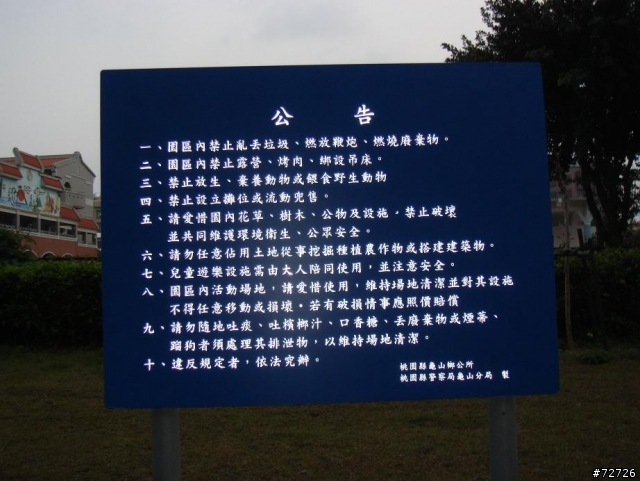 公告
一、園區內禁止亂丟垃圾、燃放鞭炮、燃燒廢棄物。
二、園區內禁止露營、烤肉、綁設吊床。
三、禁止放生、棄養動物或餵食野生動物
四、禁止設立攤位或流動兜售。
五、請愛惜園內花草、樹木、公物及設施，禁止破壞
並共同維護環境衛生、公眾安全。
六、請勿任意佔用土地從事挖掘種植農作物或搭建建築物。
七、兒童遊樂設施需由大人陪同使用，並注意安全。
八、園區內活動場地，請愛惜使用，維持場地清潔並對其設施
不得任意移動或損壞。若有破損情事應照價賠償
九、請勿隨地吐痰、吐檳榔汁、口香糖、丟廢棄物或煙蒂、
蹓狗者須處理其排泄物，以維持場地清潔。
十、違反規定者，依法究辦。
桃園縣龜山鄉公所
桃園縣警察局龜山分局 製
#72726